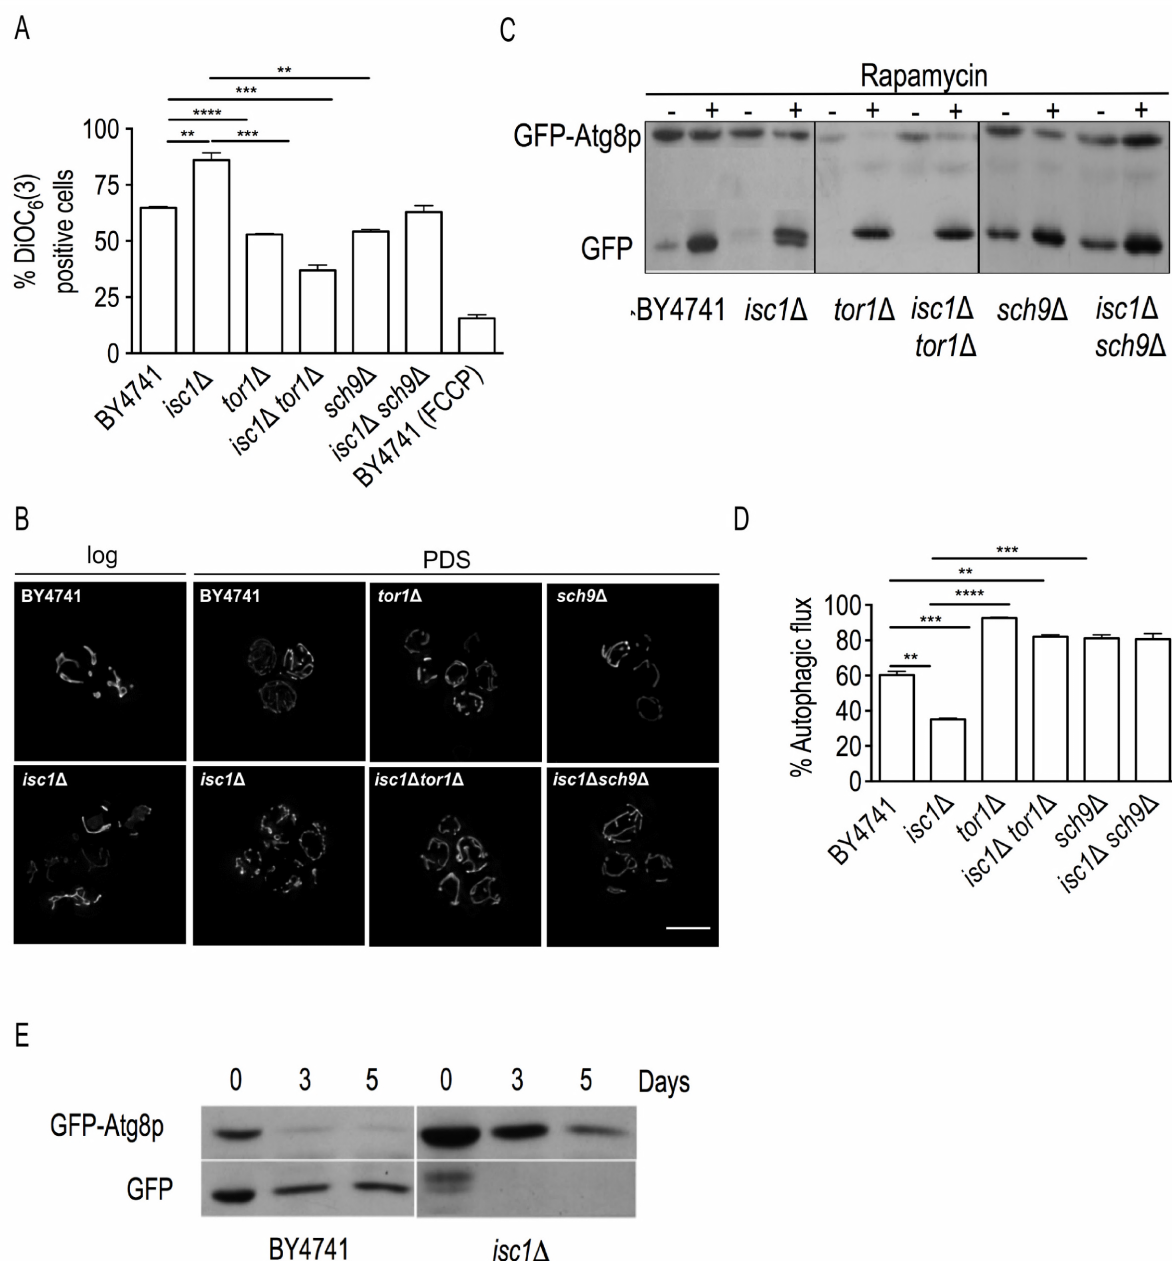 A
**
***
****
** ***
100
75
50
25
0
% DiOC6(3)
positive cells
BY4741
isc1Δ
tor1Δ
isc1Δ tor1Δ
sch9Δ
isc1Δ sch9Δ
BY4741 (FCCP)
C
Rapamycin
- + - + - + - + - + - +
GFP-Atg8p
GFP
BY4741 isc1Δ tor1Δ isc1Δ sch9Δ isc1Δ
tor1Δ sch9Δ
B
log PDS
BY4741 BY4741 tor1Δ sch9Δ
isc1Δ isc1Δ isc1Δtor1Δ isc1Δsch9Δ
D
***
**
****
***
**
100
80
60
40
20
0
% Autophagic flux
BY4741
isc1Δ
tor1Δ
isc1Δ tor1Δ
sch9Δ
isc1Δ sch9Δ
E
0 3 5 0 3 5 Days
GFP-Atg8p
GFP
BY4741 isc1Δ